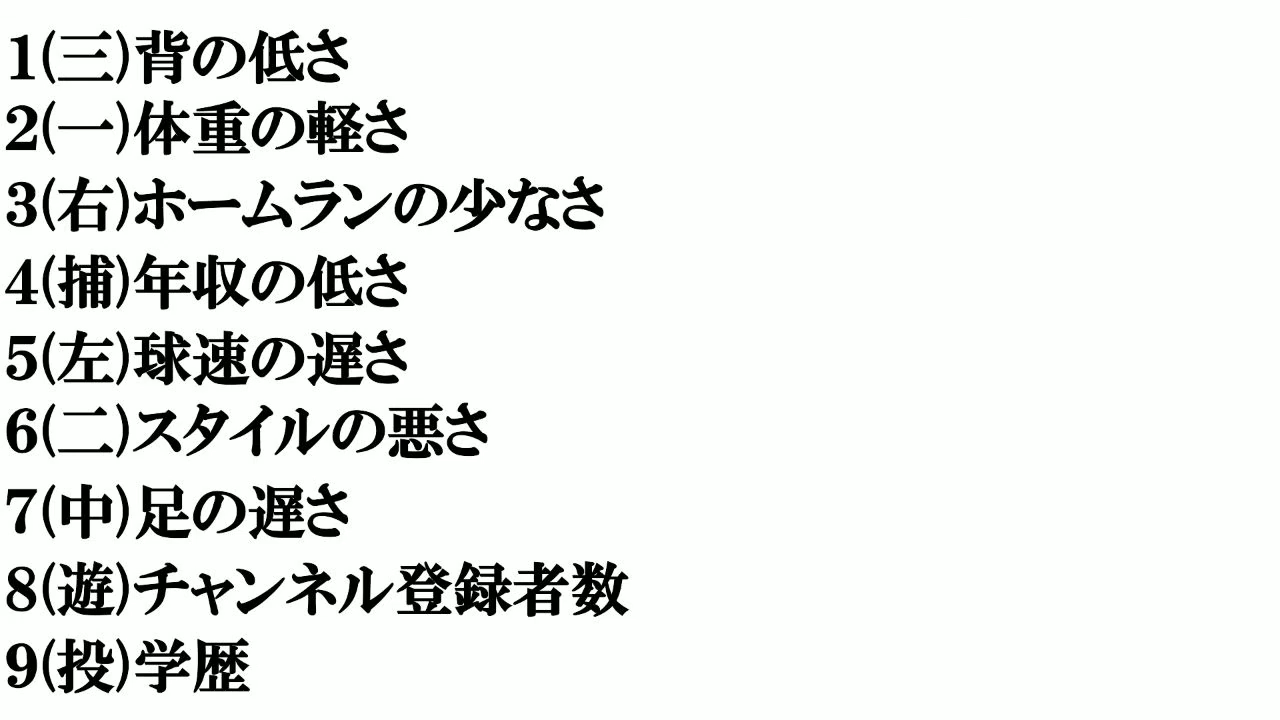 1(三)背の低さ
2(一)体重の軽さ
3(右)ホームランの少なさ
4(捕)年収の低さ
5(左)球速の遅さ
6(二)スタイルの悪さ
7(中)足の遅さ
8(遊)チャンネル登録者数
9(投)学歴